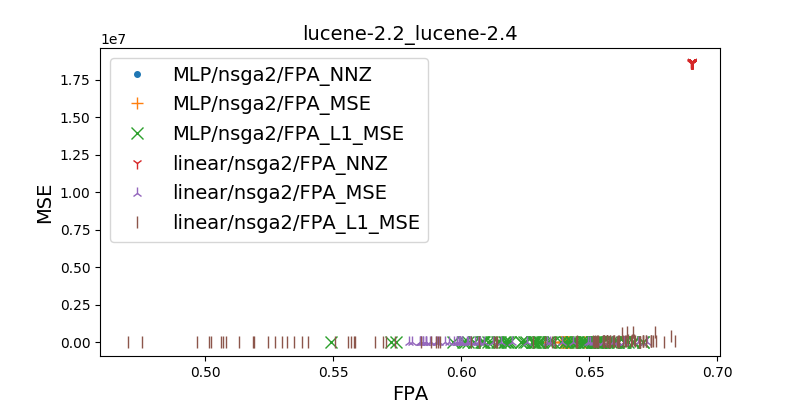 lucene-2.2_lucene-2.4
1e7
MLP/nsga2/FPA_NNZ
MLP/nsga2/FPA_MSE
MLP/nsga2/FPA_L1_MSE
linear/nsga2/FPA_NNZ
linear/nsga2/FPA_MSE
linear/nsga2/FPA_L1_MSE
MSE
1.75
1.50
1.25
1.00
0.75
0.50
0.25
0.00
0.50 0.55 0.60 0.65 0.70
FPA